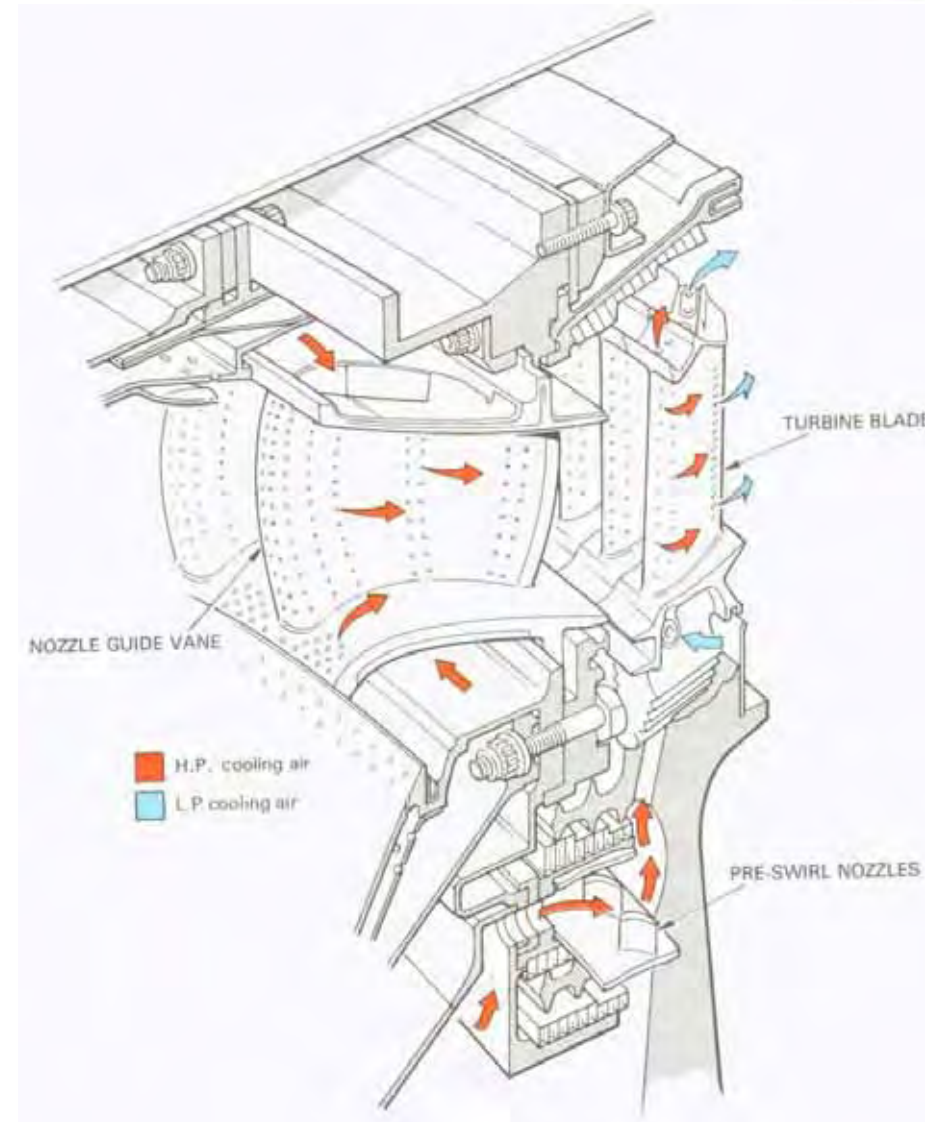 TURBINE BLADE
NOZZLE GUIDE VANE
H.P. cooling air
L.P. cooling air
PRE-SWIRL NOZZLES